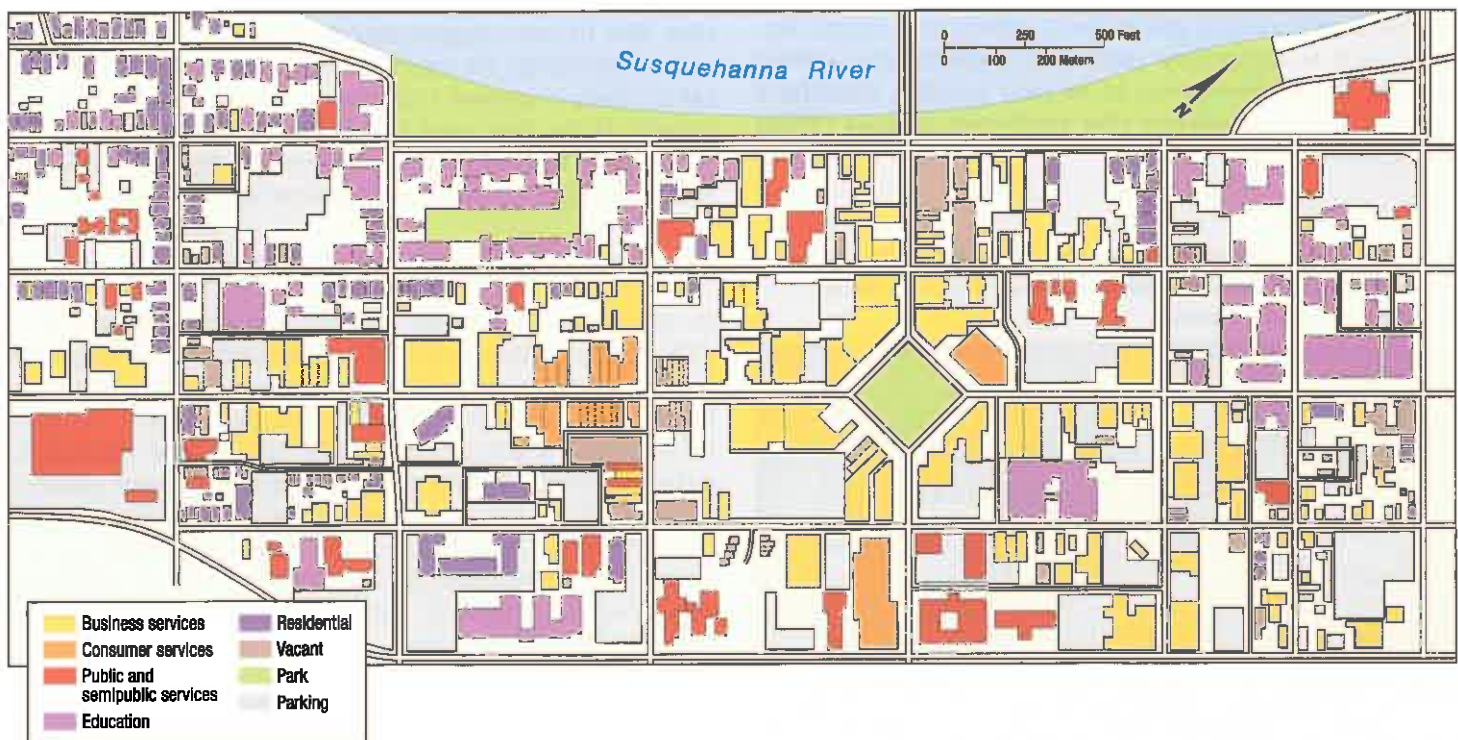 Susquehanna River
0 250 500 Feet
0 100 200 Meters
N
Business services
Consumer services
Public and
semipublic services
Education
Residential
Vacant
Park
Parking